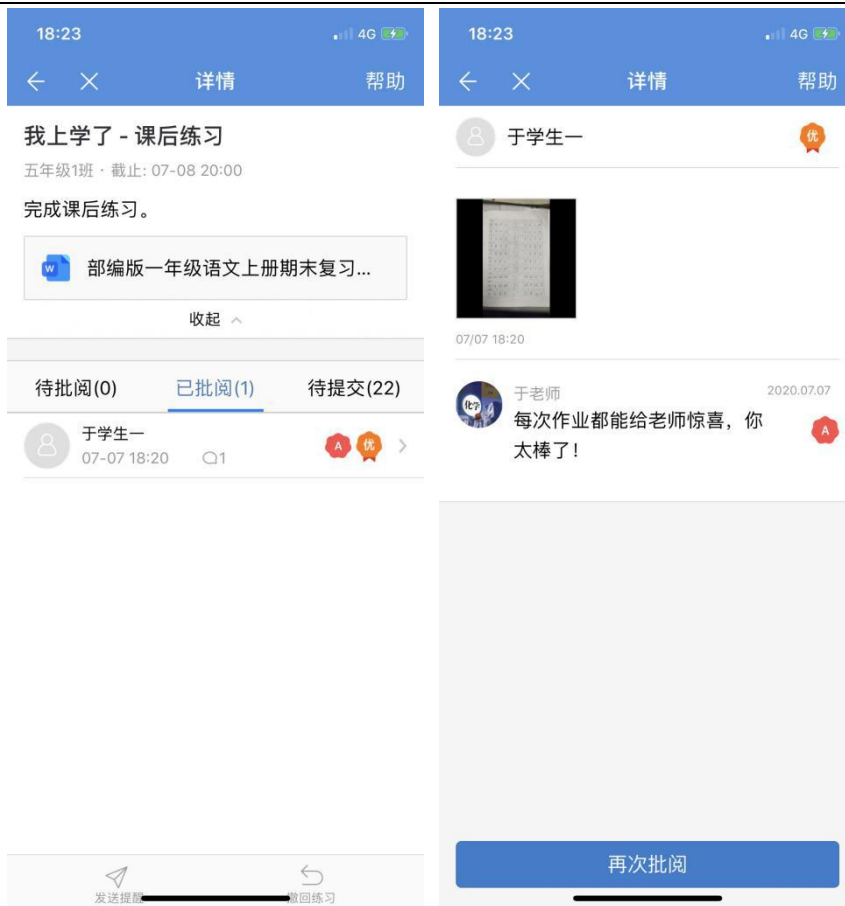 18:23
4G
详情
帮助
我上学了 - 课后练习
五年级1班 · 截止: 07-08 20:00
完成课后练习。
W
部编版一年级语文上册期末复习...
收起
待批阅(0)
已批阅(1)
待提交(22)
于学生一
07-07 18:20
1
A
优
发送提醒
撤回练习
18:23
4G
详情
帮助
于学生一
优
07/07 18:20
化学
于老师
2020.07.07
每次作业都能给老师惊喜，你
太棒了！
A
再次批阅